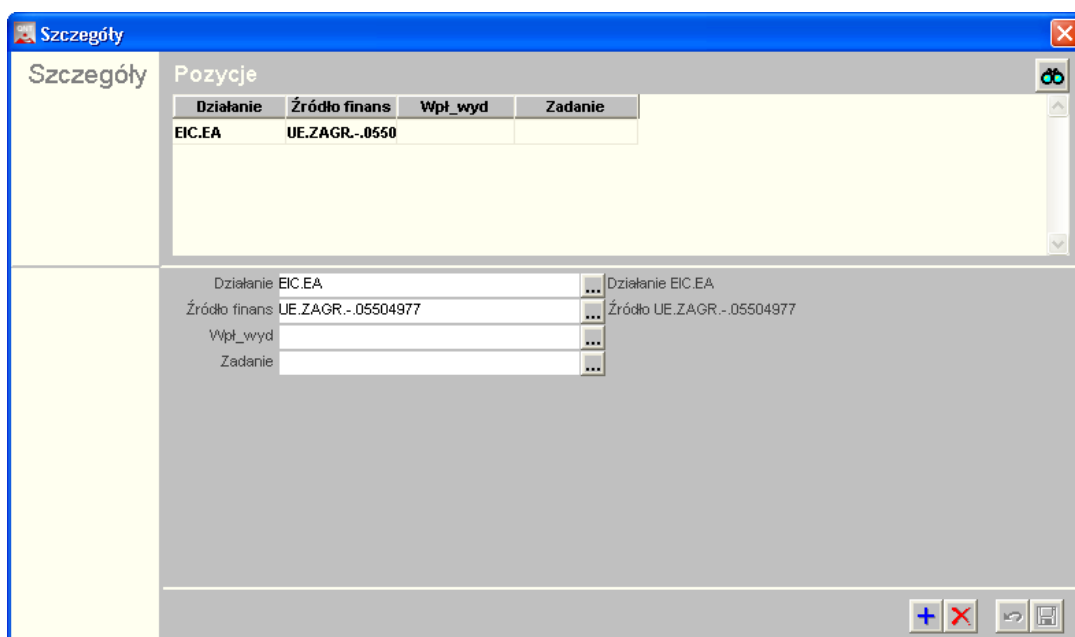 Szczegóły
Szczegóły
Pozycje
Działanie Źródło finans Wpł_wyd Zadanie
EIC.EA UE.ZAGR.-.0550
Działanie EIC.EA ... Działanie EIC.EA
Źródło finans UE.ZAGR.-.05504977 ... Źródło UE.ZAGR.-.05504977
Wpł_wyd ...
Zadanie ...